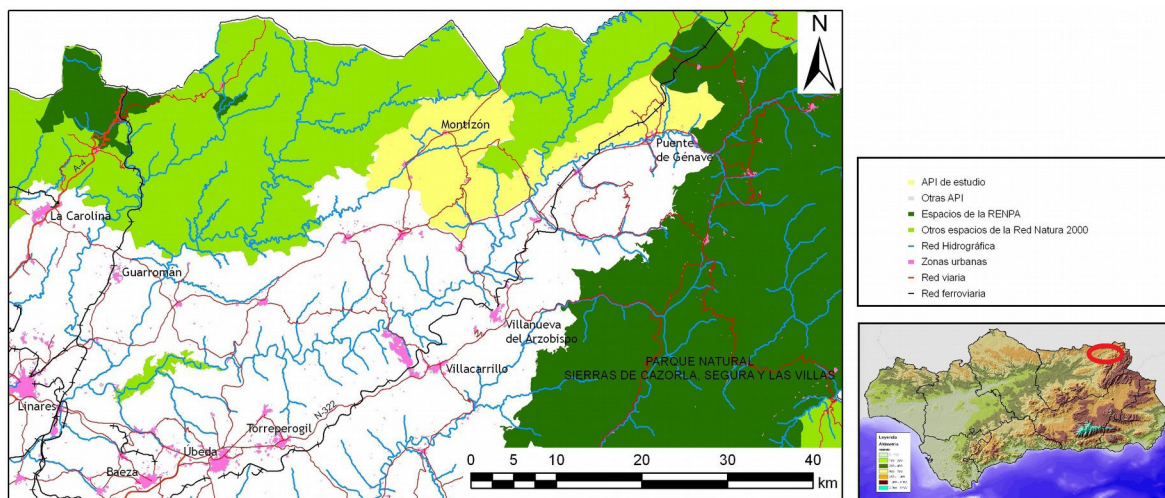 N
Montizón
Puente
de Génave
A-4
La Carolina
Guarromán
Villanueva
del Arzobispo
PARQUE NATURAL
SIERRAS DE CAZORLA, SEGURA Y LAS VILLAS
Villacarrillo
Linares
N-322
Torreperogil
Úbeda
Baeza
0 5 10 20 30 40
km
API de estudio
Otras API
Espacios de la RENPA
Otros espacios de la Red Natura 2000
Red Hidrográfica
Zonas urbanas
Red viaria
Red ferroviaria
Leyenda